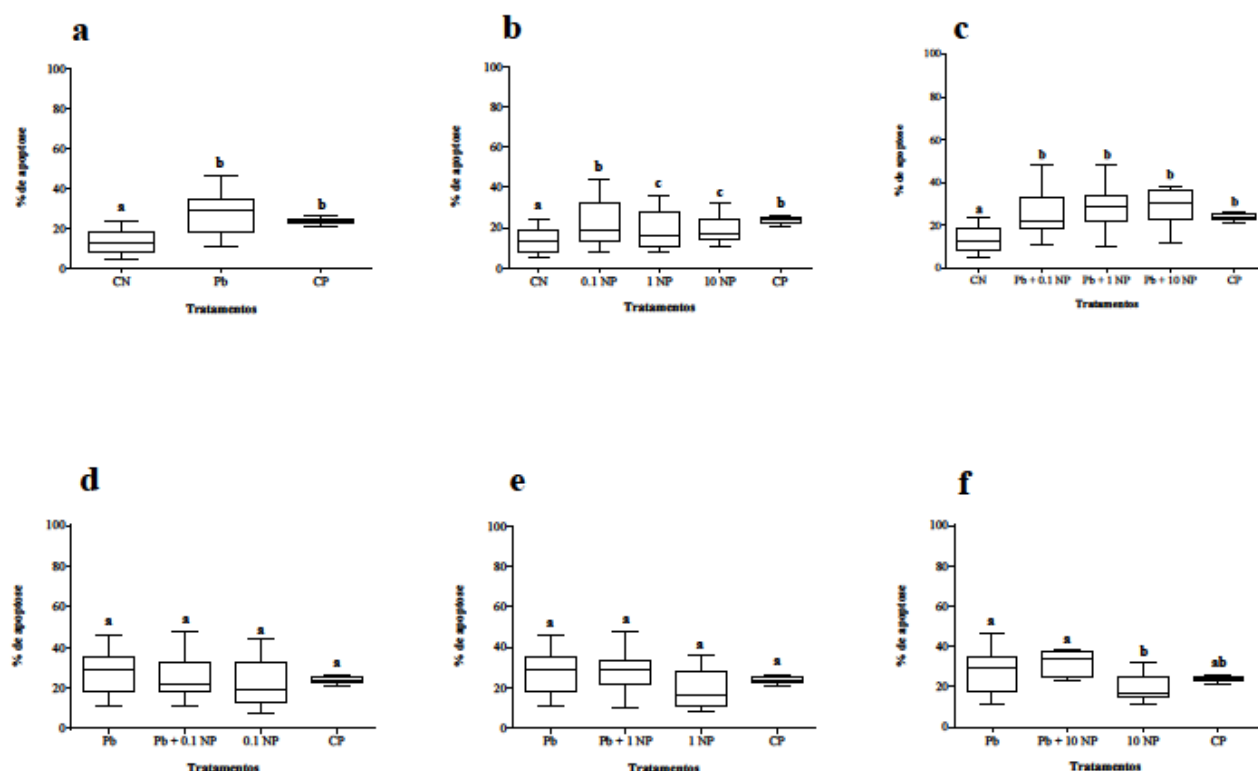 a
% de apoptose
100
80
60
40
20
0
a
b
b
CN Pb CP
Tratamentos
b
% de apoptose
100
80
60
40
20
0
a
b
c
c
b
CN 0.1 NP 1 NP 10 NP CP
Tratamentos
c
% de apoptose
100
80
60
40
20
0
a
b
b
b
b
CN Pb + 0.1 NP Pb + 1 NP Pb + 10 NP CP
Tratamentos
d
% de apoptose
100
80
60
40
20
0
a
a
a
a
Pb Pb + 0.1 NP 0.1 NP CP
Tratamentos
e
% de apoptose
100
80
60
40
20
0
a
a
a
a
Pb Pb + 1 NP 1 NP CP
Tratamentos
f
% de apoptose
100
80
60
40
20
0
a
a
b
ab
Pb Pb + 10 NP 10 NP CP
Tratamentos